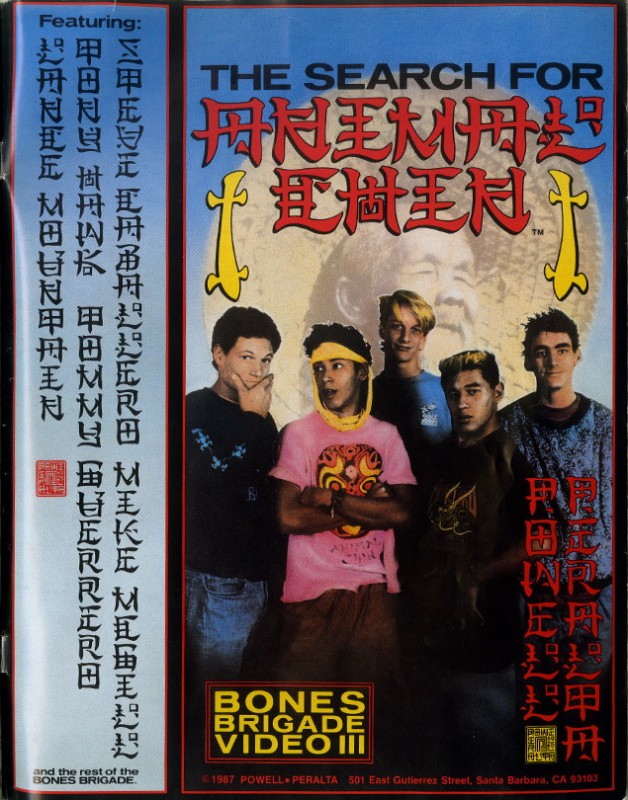 Featuring:
STEVE CABALLERO MIKE MCGILL
TONY HAWK TOMMY GUERRERO
LANCE MOUNTAIN
and the rest of the
BONES BRIGADE.
THE SEARCH FOR
ANIMAL
CHIN
TM
POWELL
PERALTA
BONES
BRIGADE
VIDEO III
© 1987 POWELL • PERALTA 501 East Gutierrez Street, Santa Barbara, CA 93103